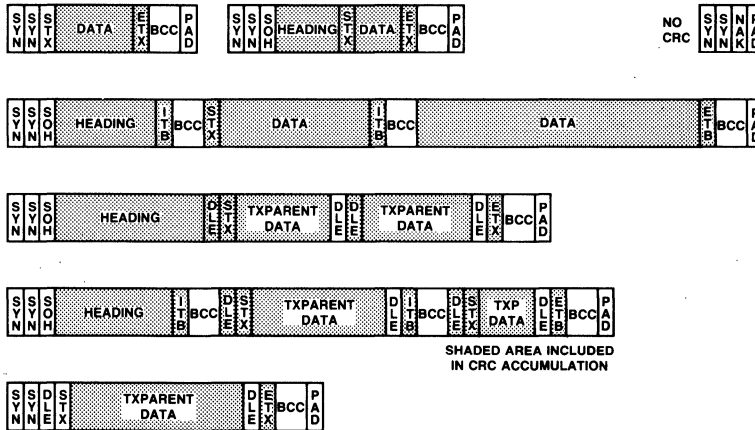 SYN SYN STX DATA ETX BCC PAD
SYN SYN SOH HEADING STX DATA ETX BCC PAD
NO CRC
SYN SYN NAK PAD
SYN SYN SOH HEADING ITB BCC STX DATA ITB BCC DATA ETB BCC PAD
SYN SYN SOH HEADING DLE STX TXPARENT DATA DLE DLE TXPARENT DATA DLE ETX BCC PAD
SYN SYN SOH HEADING ITB BCC DLE STX TXPARENT DATA DLE ITB BCC DLE STX TXP DATA DLE ETB BCC PAD
SHADED AREA INCLUDED
IN CRC ACCUMULATION
SYN SYN DLE STX TXPARENT DATA DLE ETX BCC PAD